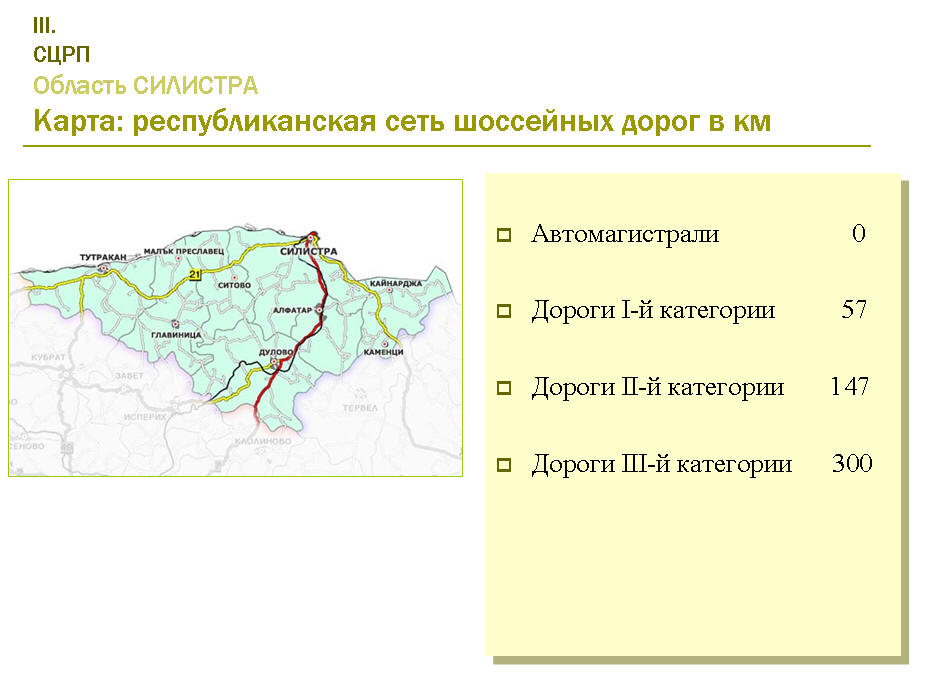 III.
СЦРП
Область СИЛИСТРА
Карта: республиканская сеть шоссейных дорог в км
Автомагистрали 0
Дороги I-й категории 57
Дороги II-й категории 147
Дороги III-й категории 300
СИЛИСТРА
МАЛЪК ПРЕСЛАВЕЦ
ТУТРАКАН
21
СИТОВО
КАЙНАРДЖА
АЛФАТАР
ГЛАВИНИЦА
ДУЛОВО
КАМЕНЦИ
КУБРАТ
ЗАВЕТ
ИСПЕРИХ
ТЕРВЕЛ
КАОЛИНОВО
СЕНОВО